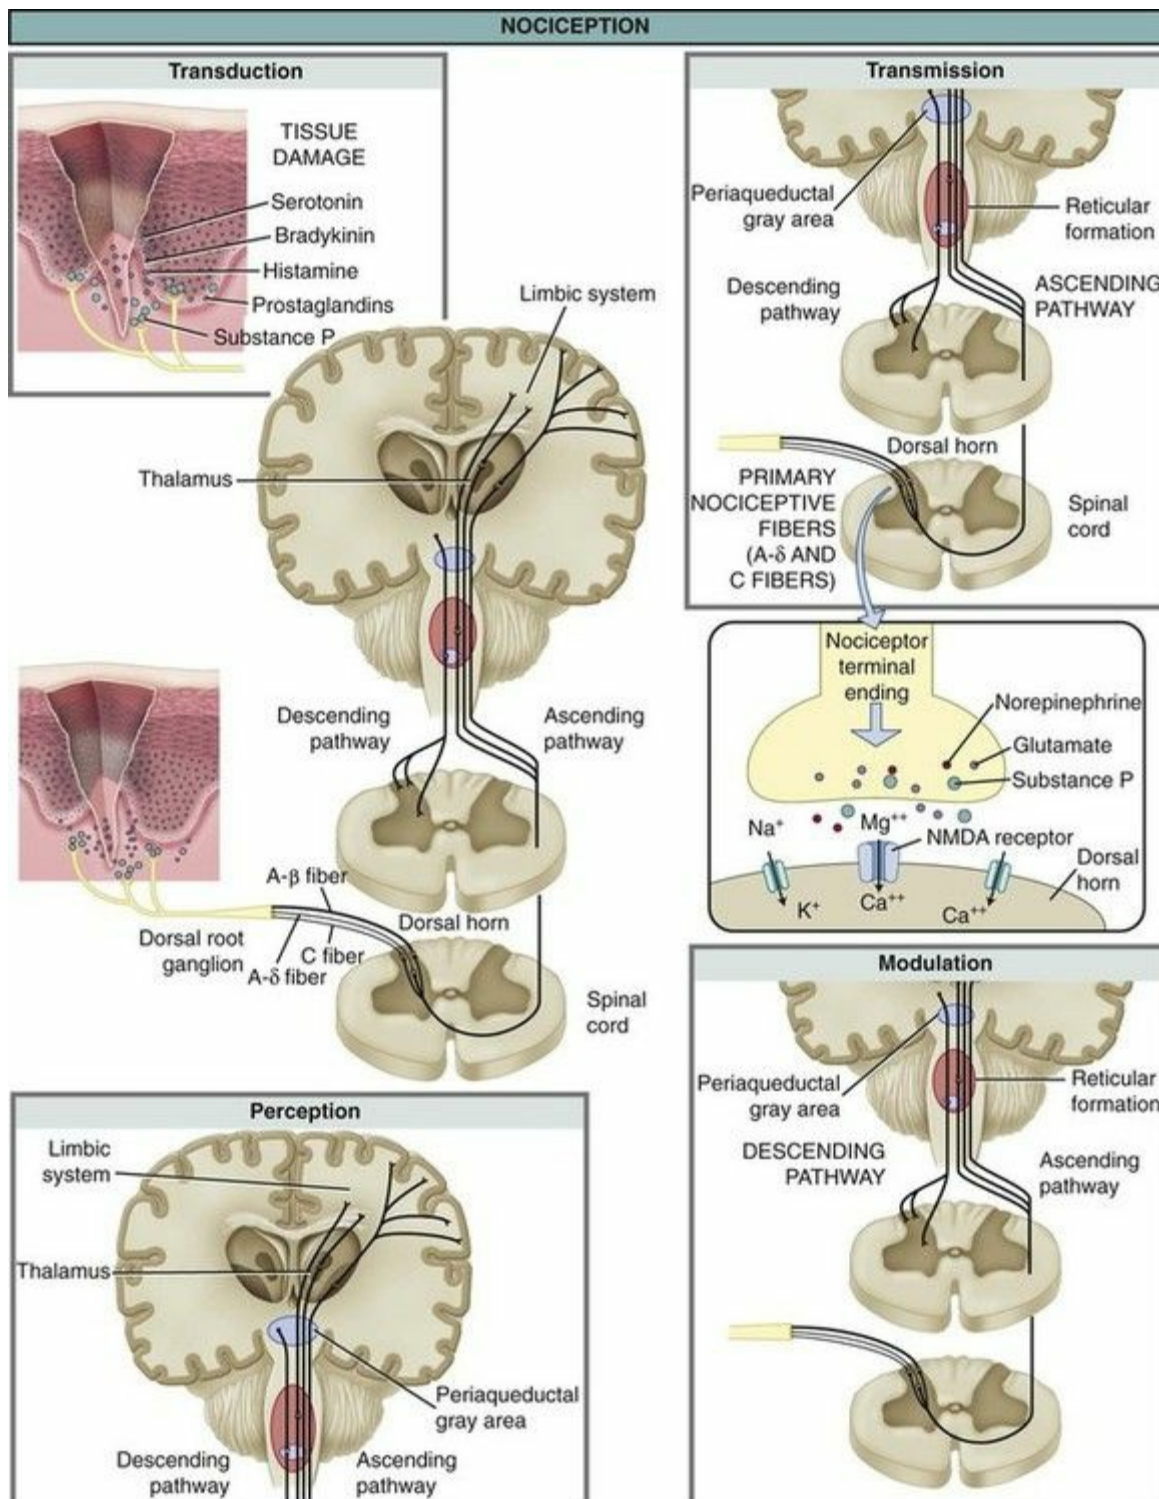 NOCICEPTION
Transduction
TISSUE
DAMAGE
Serotonin
Bradykinin
Histamine
Prostaglandins
Substance P
Limbic system
Thalamus
Descending
pathway
Ascending
pathway
A-β fiber
Dorsal horn
Dorsal root
ganglion
C fiber
A-δ fiber
Spinal
cord
Transmission
Periaqueductal
gray area
Reticular
formation
Descending
pathway
ASCENDING
PATHWAY
Dorsal horn
PRIMARY
NOCICEPTIVE
FIBERS
(A-δ AND
C FIBERS)
Spinal
cord
Nociceptor
terminal
ending
Norepinephrine
Glutamate
Substance P
Na+
Mg++
NMDA receptor
Dorsal
horn
K+
Ca++
Ca++
Perception
Limbic
system
Thalamus
Periaqueductal
gray area
Descending
pathway
Ascending
pathway
Modulation
Periaqueductal
gray area
Reticular
formation
DESCENDING
PATHWAY
Ascending
pathway